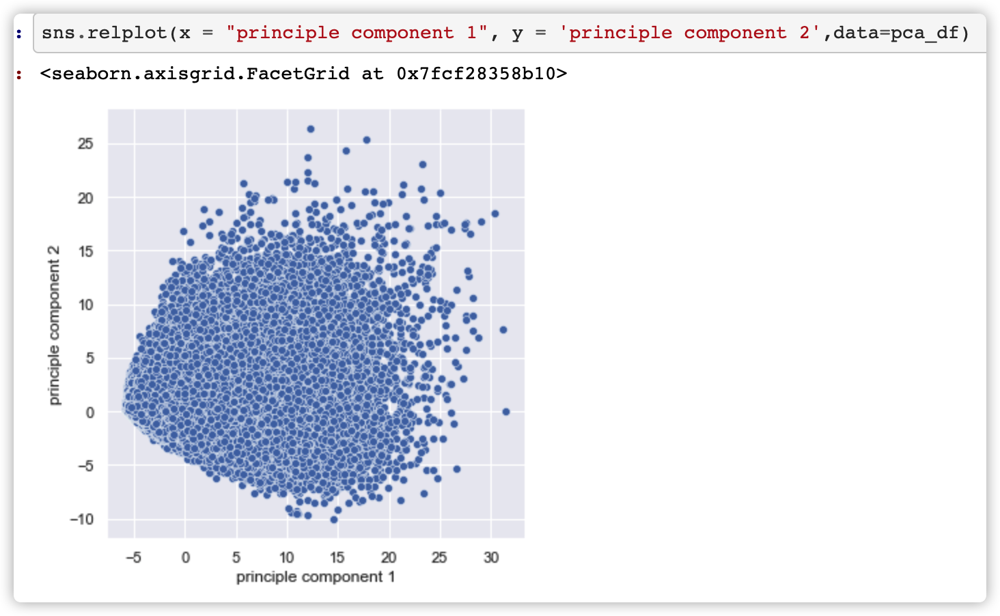 : sns.relplot(x = "principle component 1", y = 'principle component 2',data=pca_df)
: <seaborn.axisgrid.FacetGrid at 0x7fcf28358b10>
25
20
15
10
5
0
−5
−10
principle component 2
−5 0 5 10 15 20 25 30
principle component 1